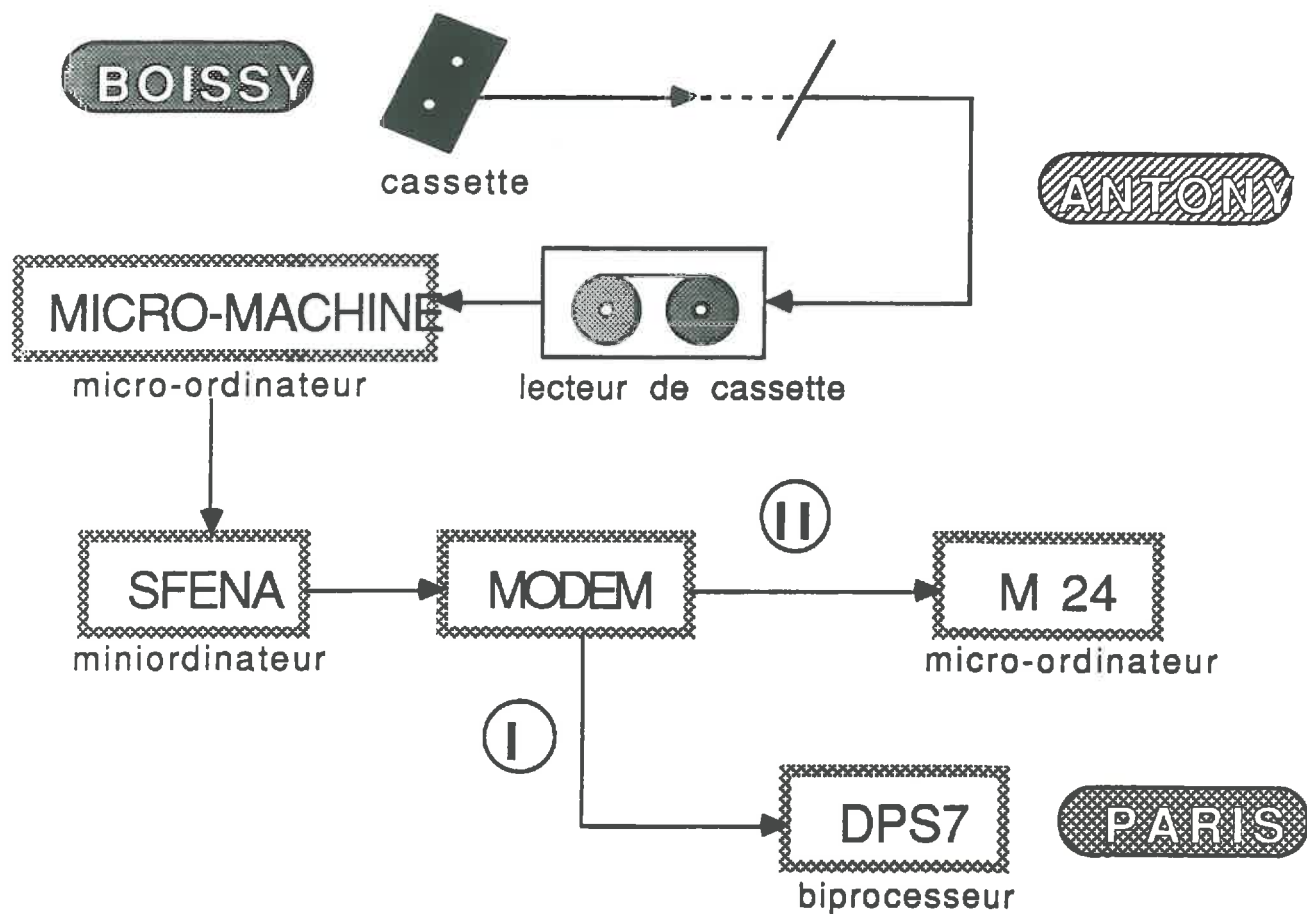 BOISSY
cassette
ANTONY
MICRO-MACHINE
micro-ordinateur
lecteur de cassette
II
SFENA
MODEM
M 24
miniordinateur
micro-ordinateur
I
DPS7
PARIS
biprocesseur